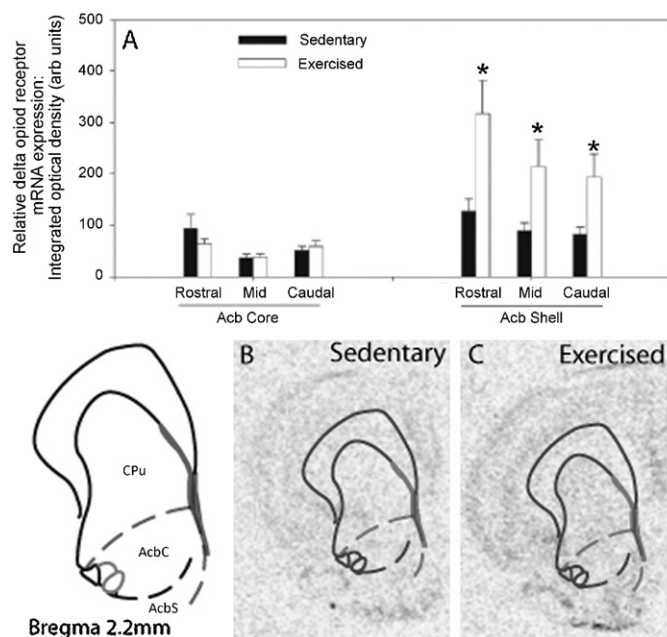 A
Sedentary
Exercised
Relative delta opiod receptor
mRNA expression:
Integrated optical density (arb units)
500
400
300
200
100
0
*
*
*
Rostral Mid Caudal
Acb Core
Rostral Mid Caudal
Acb Shell
CPu
AcbC
AcbS
Bregma 2.2mm
B Sedentary
C Exercised